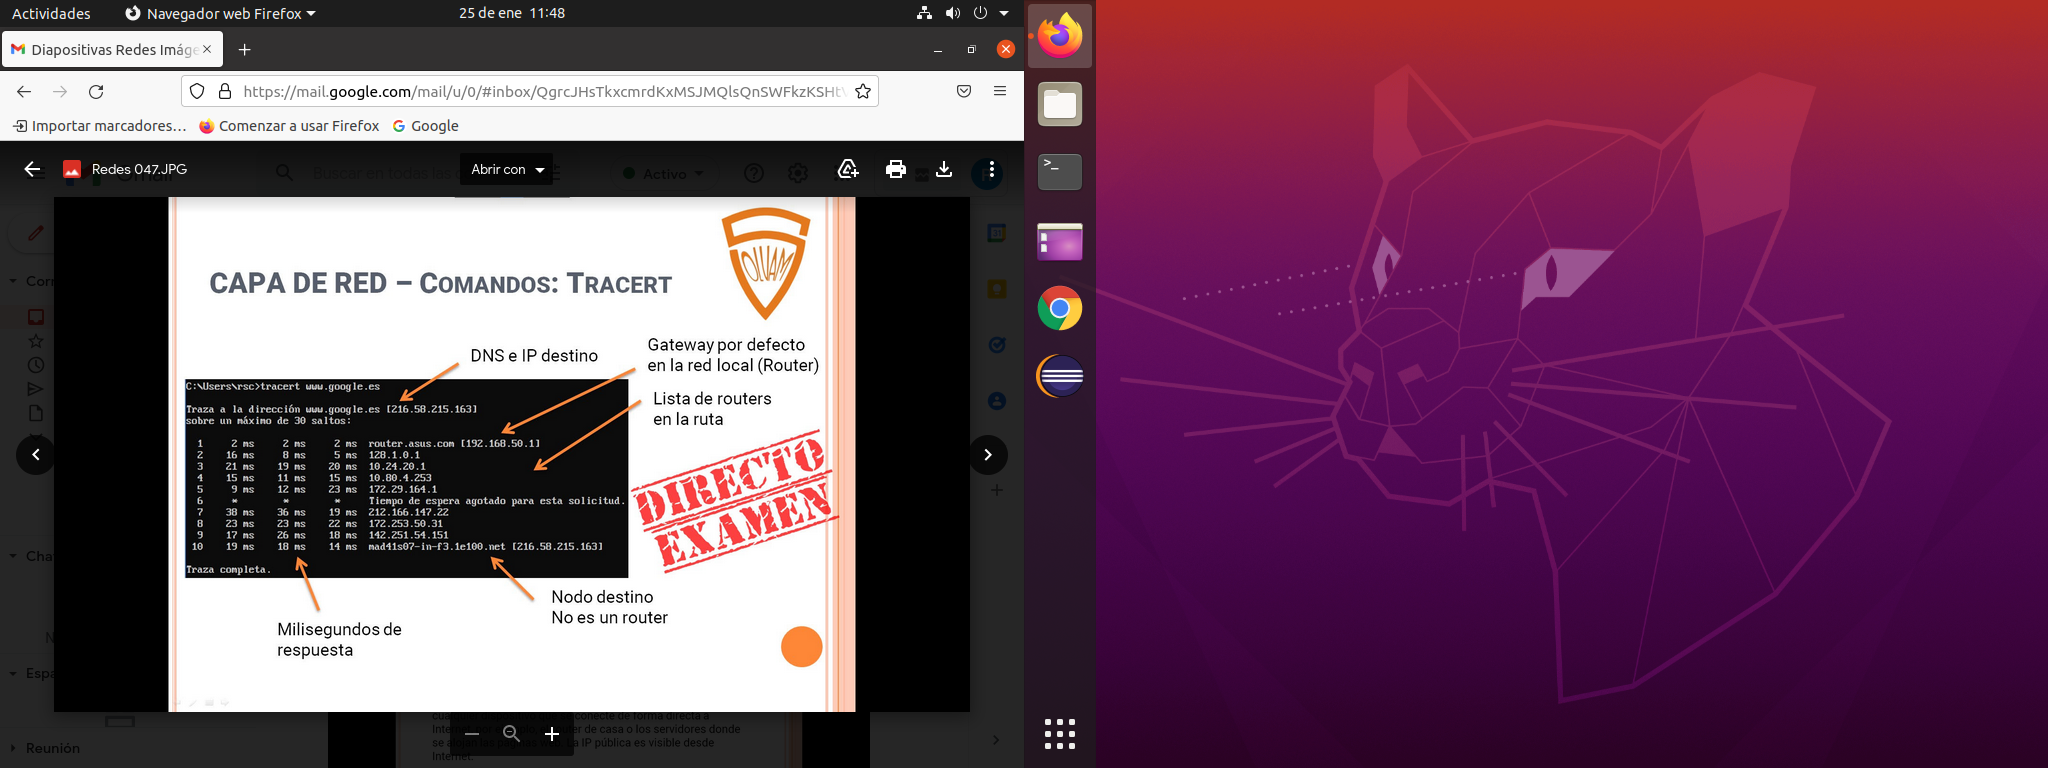 Actividades
Navegador web Firefox
25 de ene 11:48
Diapositivas Redes Imáge
https://mail.google.com/mail/u/0/#inbox/QgrcJHsTkxcmrdKxMSJMQlsQnSWFkzKSHt
Importar marcadores...
Comenzar a usar Firefox
Google
Redes 047.JPG
Abrir con
Activo
CAPA DE RED – COMANDOS: TRACERT
OLIVAM
DNS e IP destino
Gateway por defecto
en la red local (Router)
Lista de routers
en la ruta
C:\Users\rsc>tracert www.google.es
Traza a la dirección www.google.es [216.58.215.163]
sobre un máximo de 30 saltos:
1 2 ms 2 ms 2 ms router.asus.com [192.168.50.1]
2 16 ms 8 ms 5 ms 128.1.0.1
3 21 ms 19 ms 20 ms 10.24.20.1
4 15 ms 11 ms 15 ms 10.80.4.253
5 9 ms 12 ms 23 ms 172.29.164.1
6 * * * Tiempo de espera agotado para esta solicitud.
7 38 ms 36 ms 19 ms 212.166.147.22
8 23 ms 23 ms 22 ms 172.253.50.31
9 17 ms 26 ms 18 ms 142.251.54.151
10 19 ms 18 ms 14 ms mad41s07-in-f3.1e100.net [216.58.215.163]
Traza completa.
DIRECTO
EXAMEN
Nodo destino
No es un router
Milisegundos de
respuesta
Reunión